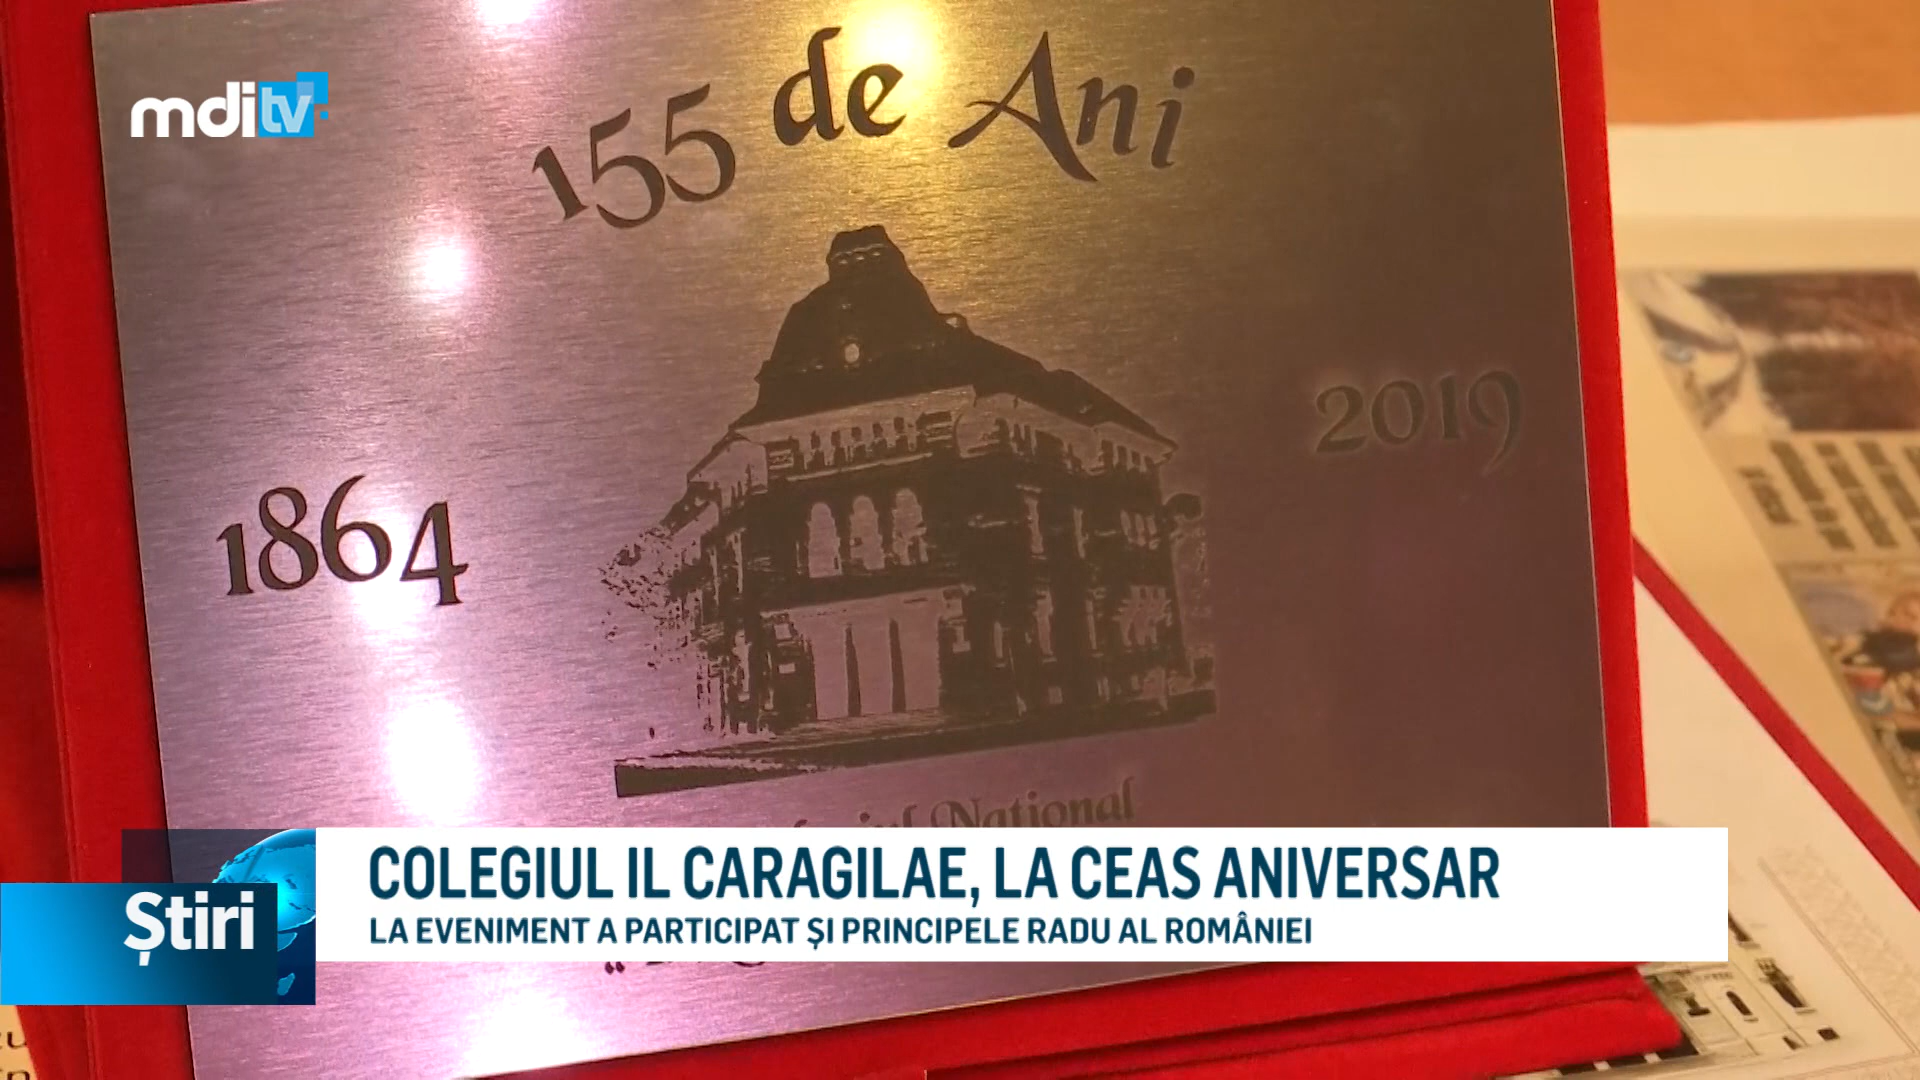 mditv
155 de Ani
2019
1864
Național
COLEGIUL IL CARAGILAE, LA CEAS ANIVERSAR
Știri
LA EVENIMENT A PARTICIPAT ȘI PRINCIPELE RADU AL ROMÂNIEI